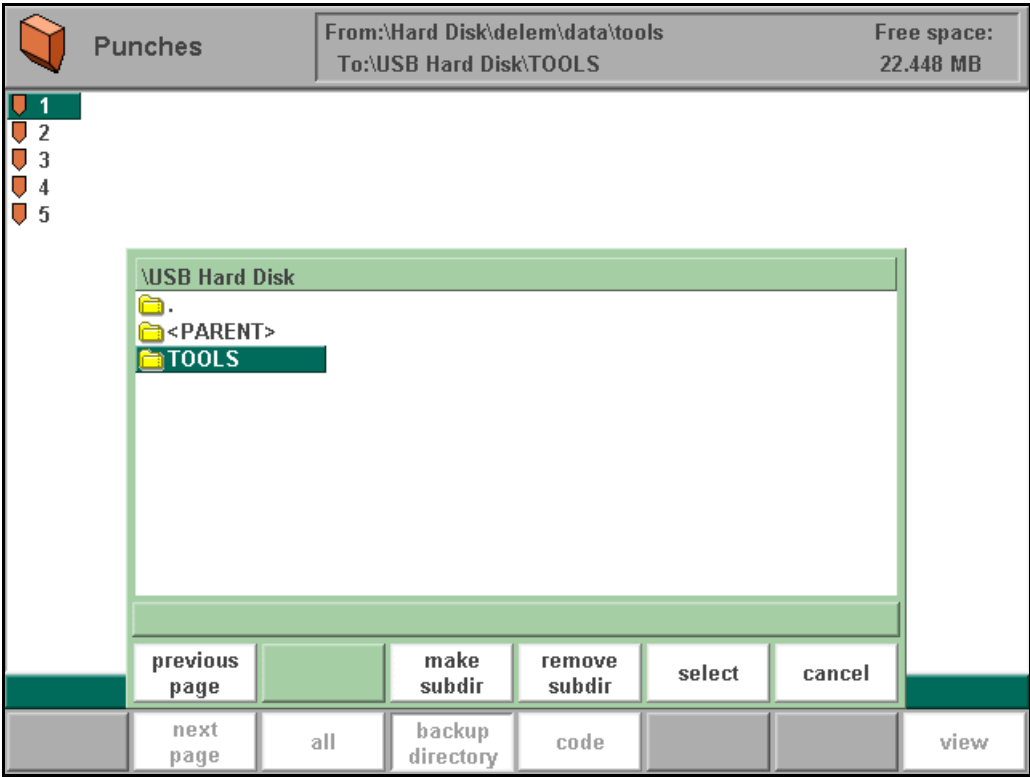 Punches
From:\Hard Disk\delem\data\tools
Free space:
To:\USB Hard Disk\TOOLS
22.448 MB
1
2
3
4
5
\USB Hard Disk
.
<PARENT>
TOOLS
previous page
make subdir
remove subdir
select
cancel
next page
all
backup directory
code
view